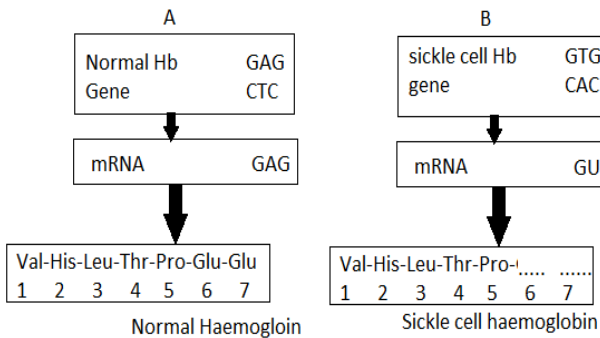 A
Normal Hb GAG
Gene CTC
mRNA GAG
Val-His-Leu-Thr-Pro-Glu-Glu
1 2 3 4 5 6 7
Normal Haemogloin
B
sickle cell Hb GTG
gene CAC
mRNA GU
Val-His-Leu-Thr-Pro-..... ......
1 2 3 4 5 6 7
Sickle cell haemoglobin